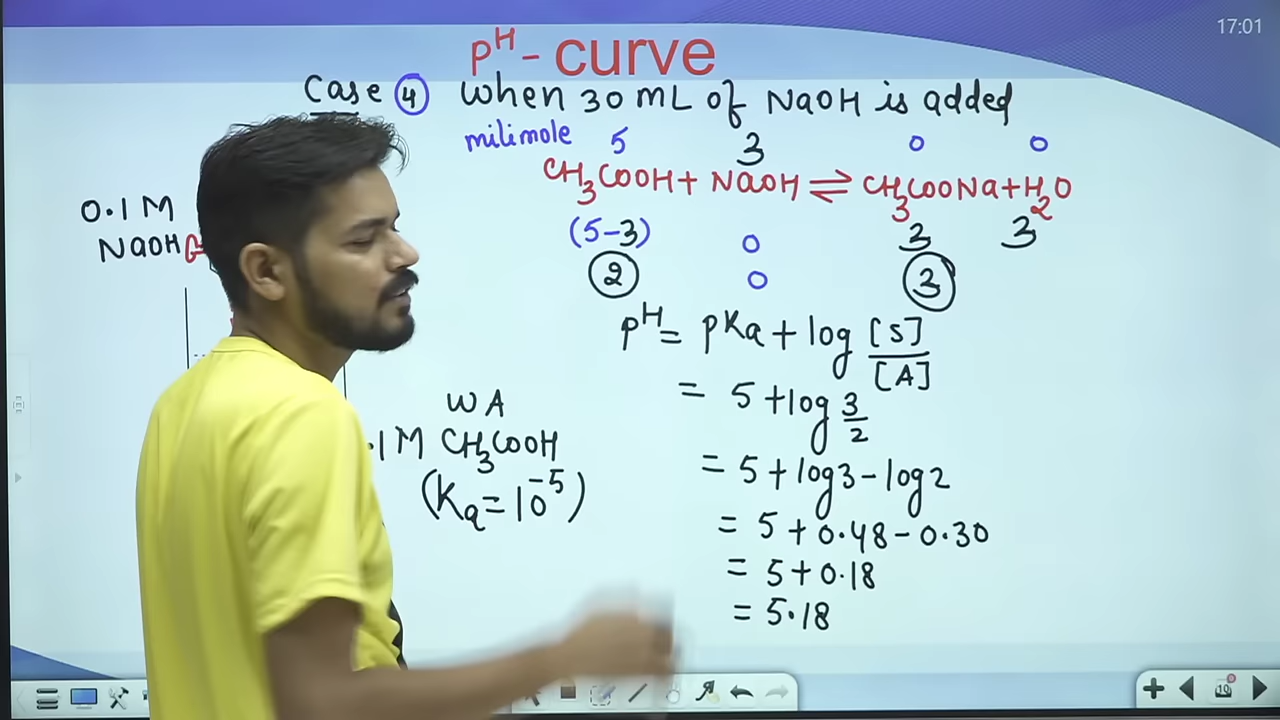 17:01
pH - curve
Case ④ when 30 mL of NaOH is added
milimole 5 3 0 0
CH3COOH + NaOH ⇌ CH3COONa + H2O
(5-3) 0 3 3
② 0 ③
0.1 M
NaOH
pH = pKa + log [S]/[A]
= 5 + log 3/2
= 5 + log3 - log2
= 5 + 0.48 - 0.30
= 5 + 0.18
= 5.18
WA
.1M CH3COOH
(Ka = 10^-5)
19